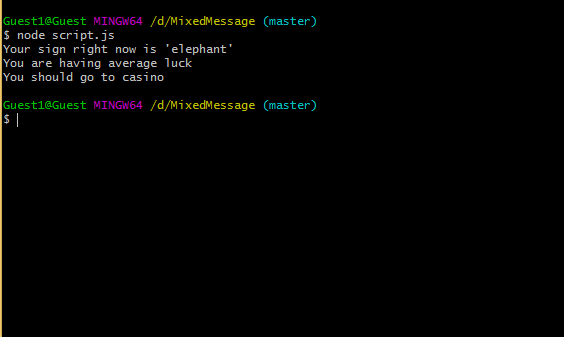 Guest1@Guest MINGW64 /d/MixedMessage (master)
$ node script.js
Your sign right now is 'elephant'
You are having average luck
You should go to casino
Guest1@Guest MINGW64 /d/MixedMessage (master)
$